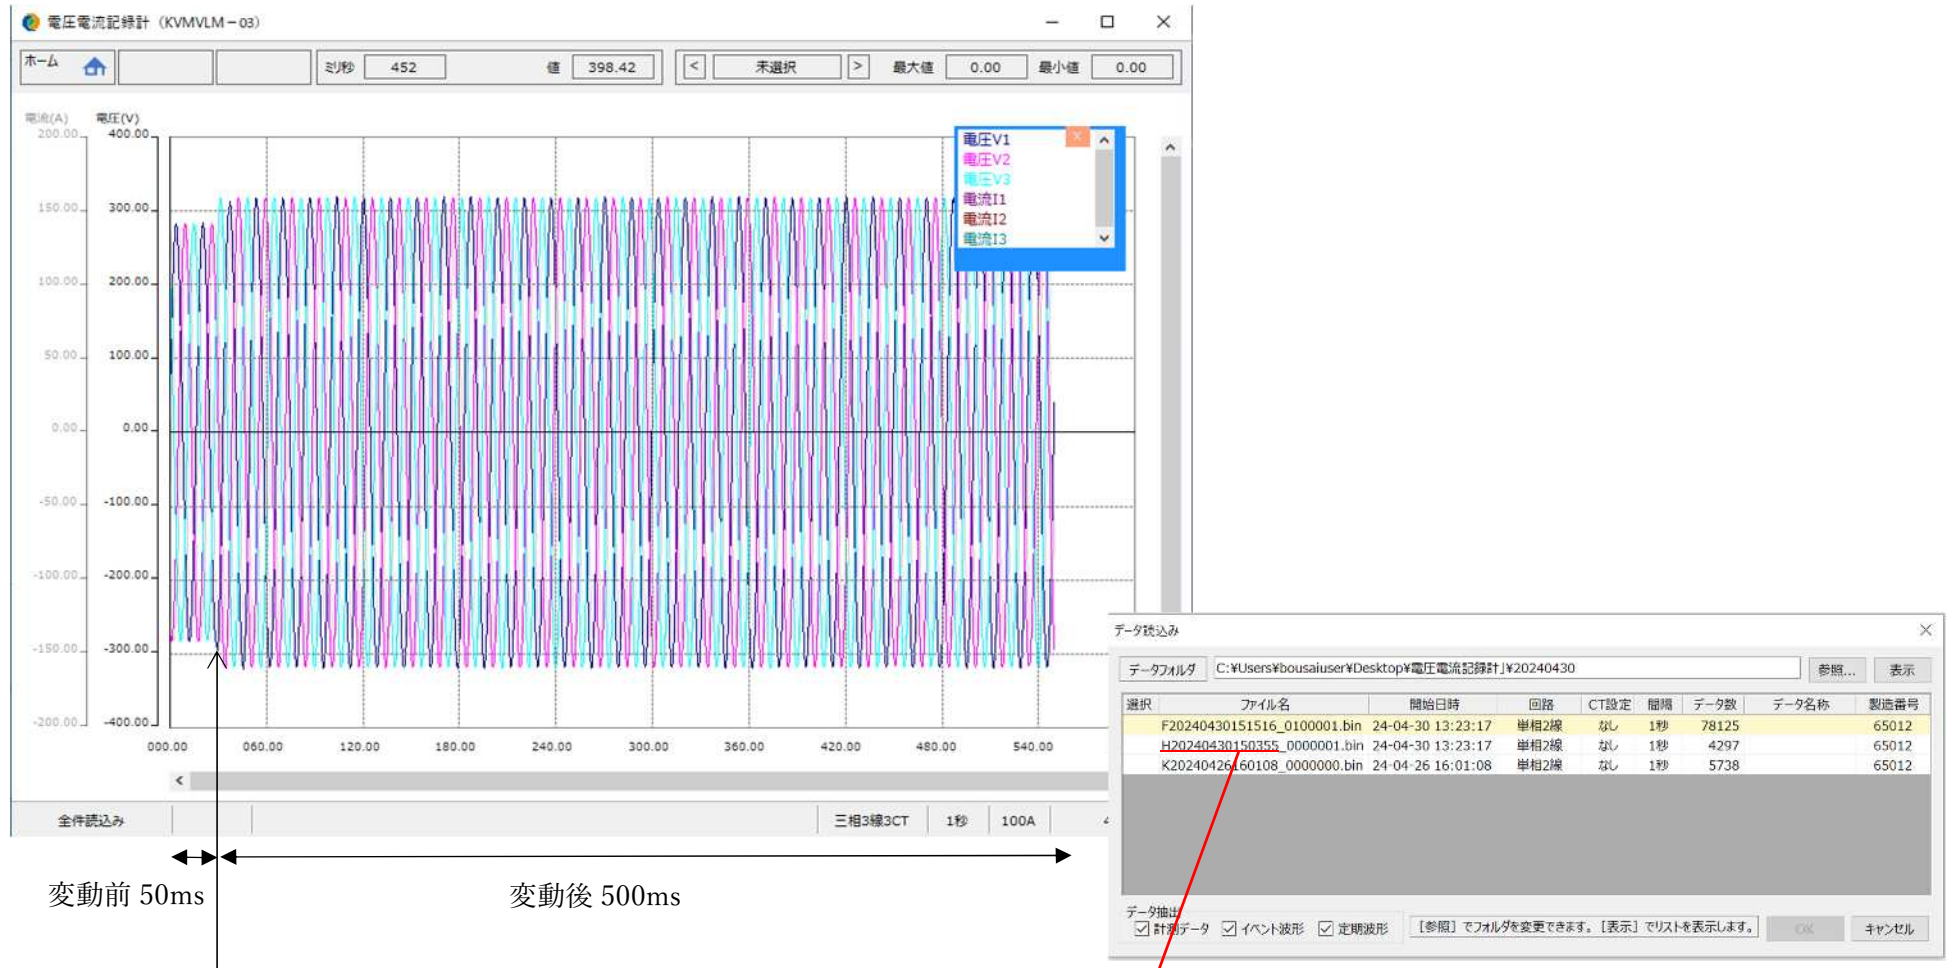 電圧電流記録計（KVMVLM－03）
ホーム
ミリ秒 452 値 398.42 < 未選択 > 最大値 0.00 最小値 0.00
電流(A) 電圧(V)
200.00 400.00
150.00 300.00
100.00 200.00
50.00 100.00
0.00 0.00
-50.00 -100.00
-100.00 -200.00
-150.00 -300.00
-200.00 -400.00
電圧V1 X
電圧V2
電圧V3
電流I1
電流I2
電流I3
000.00 060.00 120.00 180.00 240.00 300.00 360.00 420.00 480.00 540.00
全件読込み 三相3線3CT 1秒 100A
変動前 50ms 変動後 500ms
データ読込み
データフォルダ C:¥Users¥bousaiuser¥Desktop¥電圧電流記録計」¥20240430 参照... 表示
選択 ファイル名 開始日時 回路 CT設定 間隔 データ数 データ名称 製造番号
F20240430151516_0100001.bin 24-04-30 13:23:17 単相2線 なし 1秒 78125 65012
H20240430150355_0000001.bin 24-04-30 13:23:17 単相2線 なし 1秒 4297 65012
K20240426160108_0000000.bin 24-04-26 16:01:08 単相2線 なし 1秒 5738 65012
データ抽出
計測データ イベント波形 定期波形 ［参照］でフォルダを変更できます。［表示］でリストを表示します。 OK キャンセル